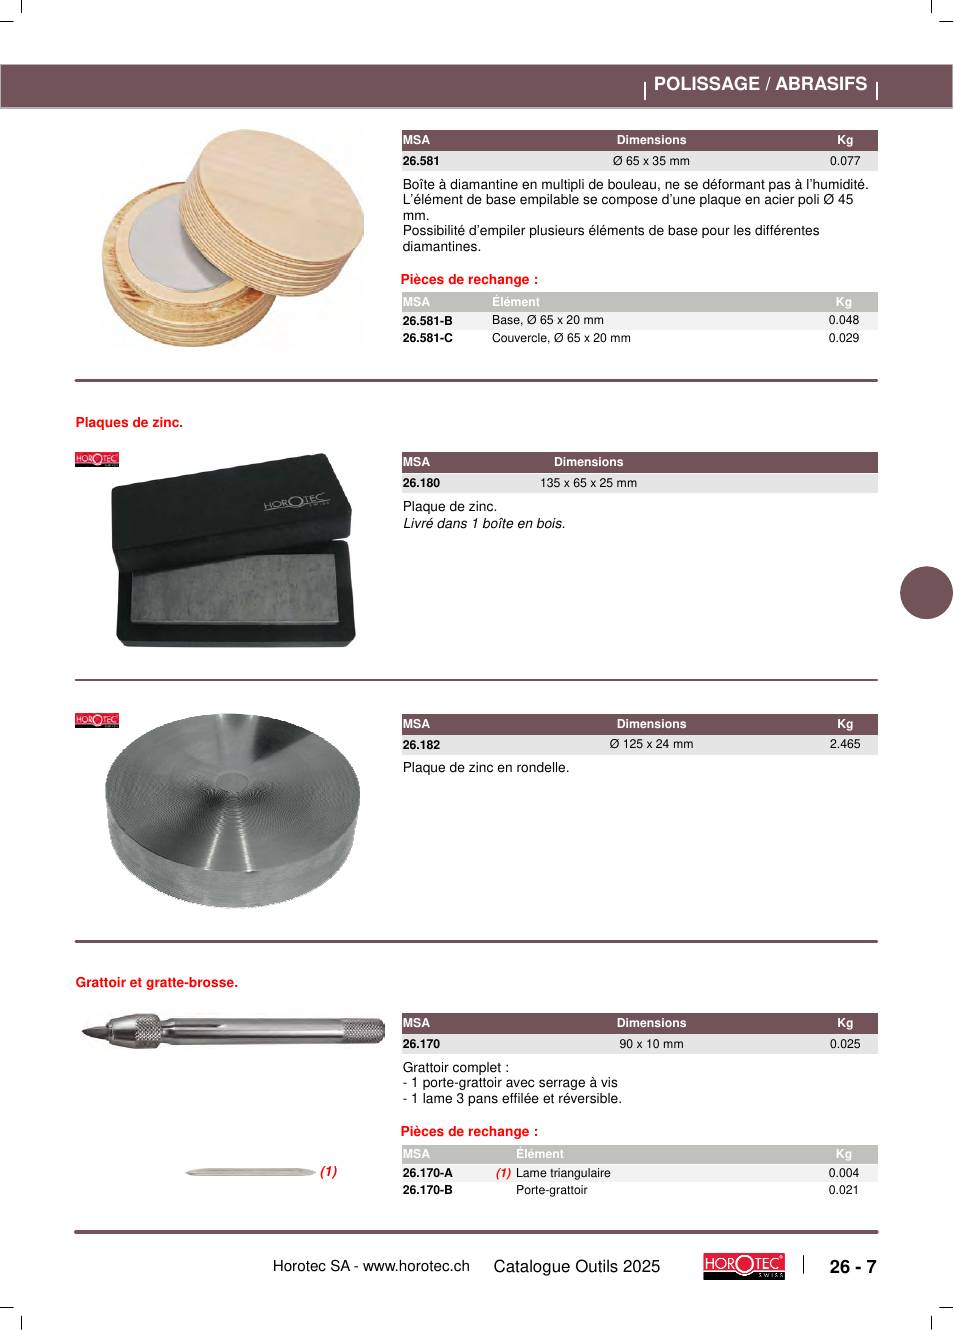 POLISSAGE / ABRASIFS
MSA Dimensions Kg
26.581 Ø 65 x 35 mm 0.077
Boîte à diamantine en multipli de bouleau, ne se déformant pas à l'humidité.
L'élément de base empilable se compose d'une plaque en acier poli Ø 45
mm.
Possibilité d'empiler plusieurs éléments de base pour les différentes
diamantines.
Pièces de rechange :
MSA Élément Kg
26.581-B Base, Ø 65 x 20 mm 0.048
26.581-C Couvercle, Ø 65 x 20 mm 0.029
Plaques de zinc.
HOROTEC
SWISS
HOROTEC
SWISS
MSA Dimensions
26.180 135 x 65 x 25 mm
Plaque de zinc.
Livré dans 1 boîte en bois.
HOROTEC
SWISS
MSA Dimensions Kg
26.182 Ø 125 x 24 mm 2.465
Plaque de zinc en rondelle.
Grattoir et gratte-brosse.
MSA Dimensions Kg
26.170 90 x 10 mm 0.025
Grattoir complet :
- 1 porte-grattoir avec serrage à vis
- 1 lame 3 pans effilée et réversible.
Pièces de rechange :
MSA Élément Kg
(1)
26.170-A (1) Lame triangulaire 0.004
26.170-B Porte-grattoir 0.021
Horotec SA - www.horotec.ch Catalogue Outils 2025 HOROTEC® SWISS 26 - 7